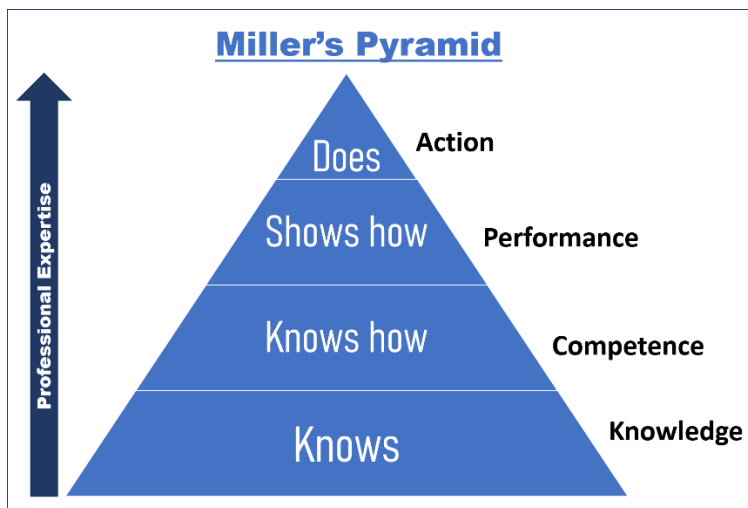 Miller's Pyramid
Does
Action
Shows how
Performance
Knows how
Competence
Knows
Knowledge
Professional Expertise